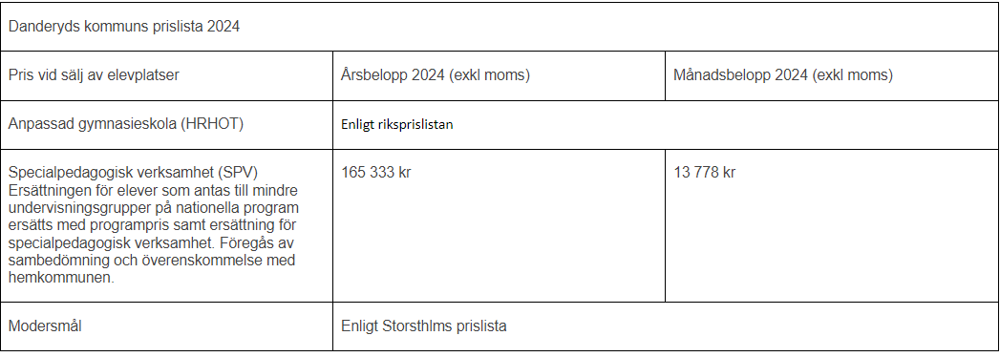 Danderyds kommuns prislista 2024
Pris vid sälj av elevplatser
Årsbelopp 2024 (exkl moms)
Månadsbelopp 2024 (exkl moms)
Anpassad gymnasieskola (HRHOT)
Enligt riksprislistan
Specialpedagogisk verksamhet (SPV)
Ersättningen för elever som antas till mindre
undervisningsgrupper på nationella program
ersätts med programpris samt ersättning för
specialpedagogisk verksamhet. Föregås av
sambedömning och överenskommelse med
hemkommunen.
165 333 kr
13 778 kr
Modersmål
Enligt Storsthlms prislista